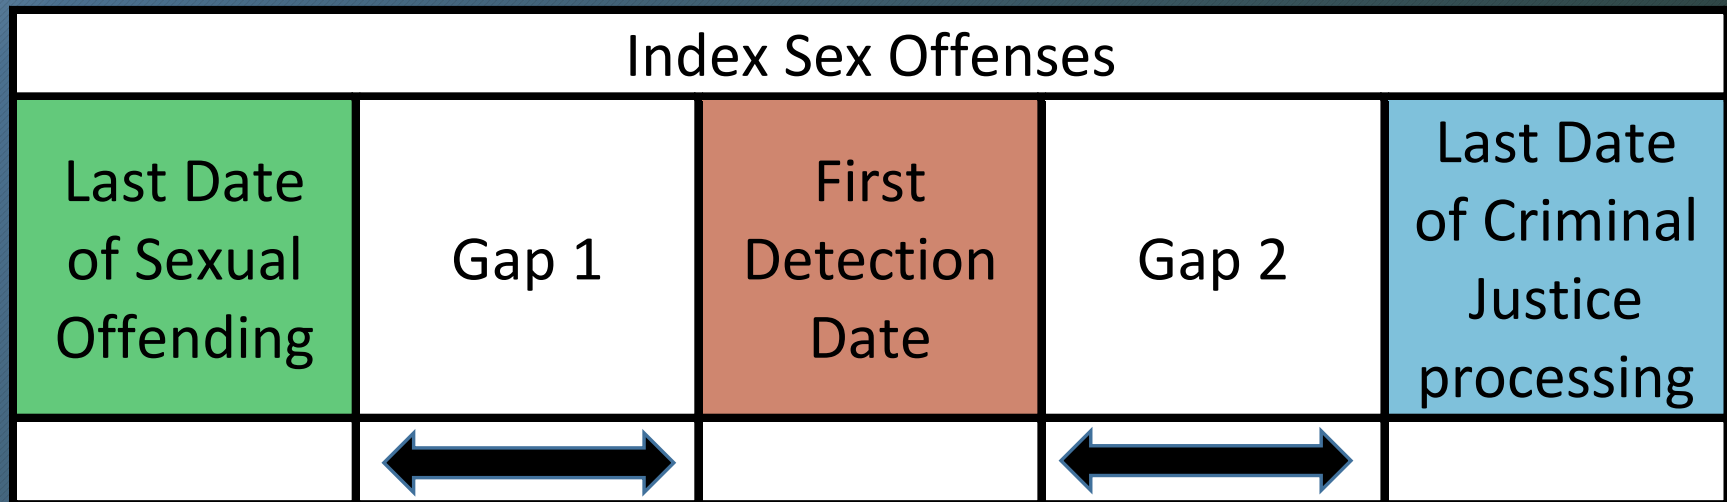 Index Sex Offenses
Last Date
of Sexual
Offending
Gap 1
First
Detection
Date
Gap 2
Last Date
of Criminal
Justice
processing